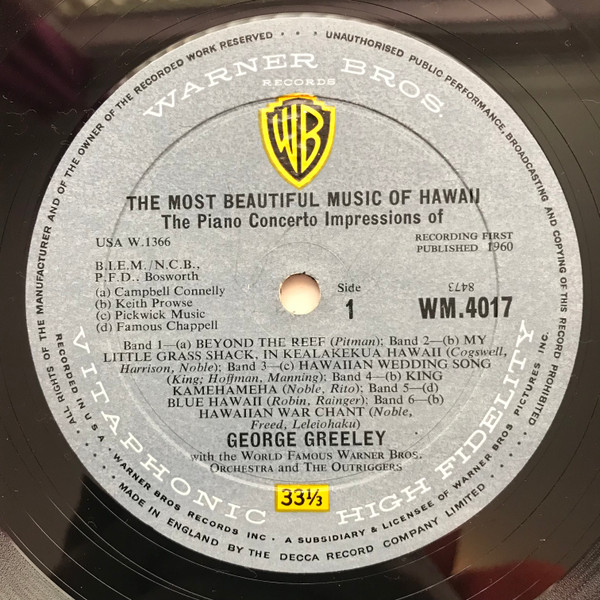 ALL RIGHTS OF THE MANUFACTURER AND OF THE OWNER OF THE RECORDED WORK RESERVED · · · UNAUTHORISED PUBLIC PERFORMANCE, BROADCASTING AND COPYING OF THIS RECORD PROHIBITED
WARNER BROS
RECORDS
WB
THE MOST BEAUTIFUL MUSIC OF HAWAII
The Piano Concerto Impressions of
USA W.1366
RECORDING FIRST
PUBLISHED 1960
B.I.E.M./N.C.B.,
P.F.D., Bosworth
(a) Campbell Connelly
(b) Keith Prowse
(c) Pickwick Music
(d) Famous Chappell
Side
1
8473
WM.4017
Band 1—(a) BEYOND THE REEF (Pitman); Band 2—(b) MY
LITTLE GRASS SHACK, IN KEALAKEKUA HAWAII (Cogswell,
Harrison, Noble); Band 3—(c) HAWAIIAN WEDDING SONG
(King; Hoffman, Manning); Band 4—(b) KING
KAMEHAMEHA (Noble, Rito); Band 5—(d)
BLUE HAWAII (Robin, Rainger); Band 6—(b)
HAWAIIAN WAR CHANT (Noble,
Freed, Leleiohaku)
GEORGE GREELEY
with the WORLD FAMOUS WARNER BROS.
ORCHESTRA and THE OUTRIGGERS
33⅓
VITAPHONIC HIGH FIDELITY
RECORDED IN U.S.A. · WARNER BROS RECORDS INC · A SUBSIDIARY & LICENSEE OF WARNER BROS PICTURES INC.
MADE IN ENGLAND BY THE DECCA RECORD COMPANY LIMITED